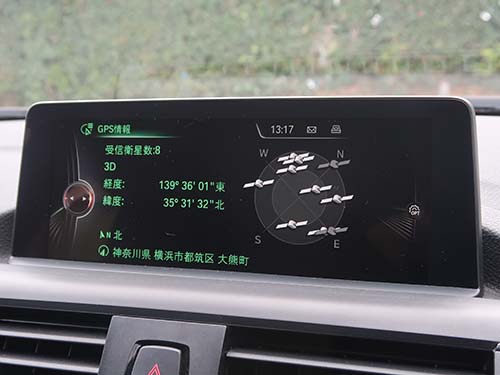 GPS情報
13:17
受信衛星数:8
3D
経度: 139° 36' 01"東
緯度: 35° 31' 32"北
N 北
神奈川県 横浜市都筑区 大熊町
W N
S E
OPT